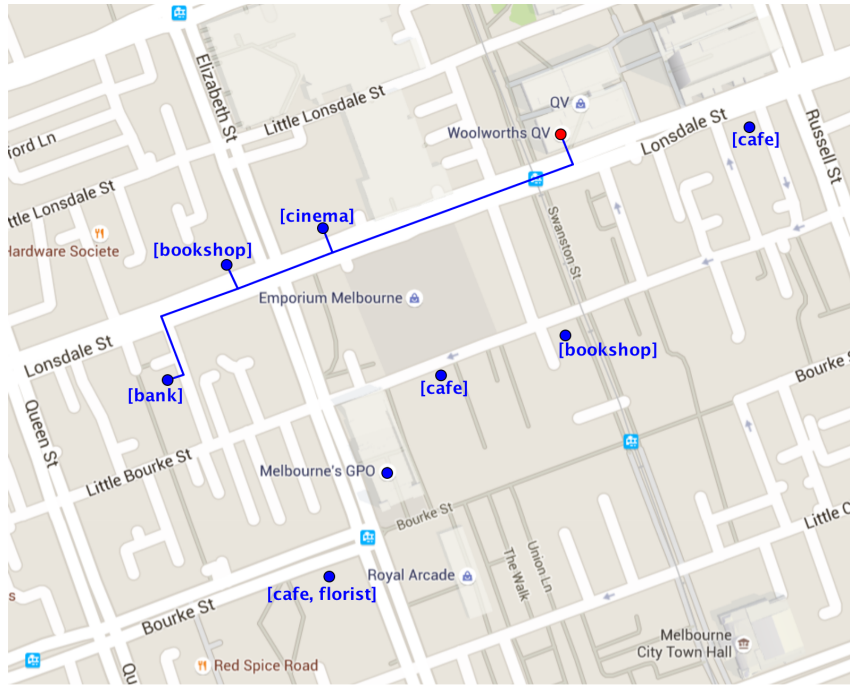 Elizabeth St
Little Lonsdale St
QV
Woolworths QV
Lonsdale St
[cafe]
Russell St
ford Ln
ttle Lonsdale St
Hardware Societe
[bookshop]
[cinema]
Swanston St
Emporium Melbourne
Lonsdale St
[bank]
[cafe]
[bookshop]
Bourke S
Queen St
Little Bourke St
Melbourne's GPO
Bourke St
Little C
The Walk
Union Ln
Royal Arcade
[cafe, florist]
s
Bourke St
Qu
Red Spice Road
Melbourne
City Town Hall